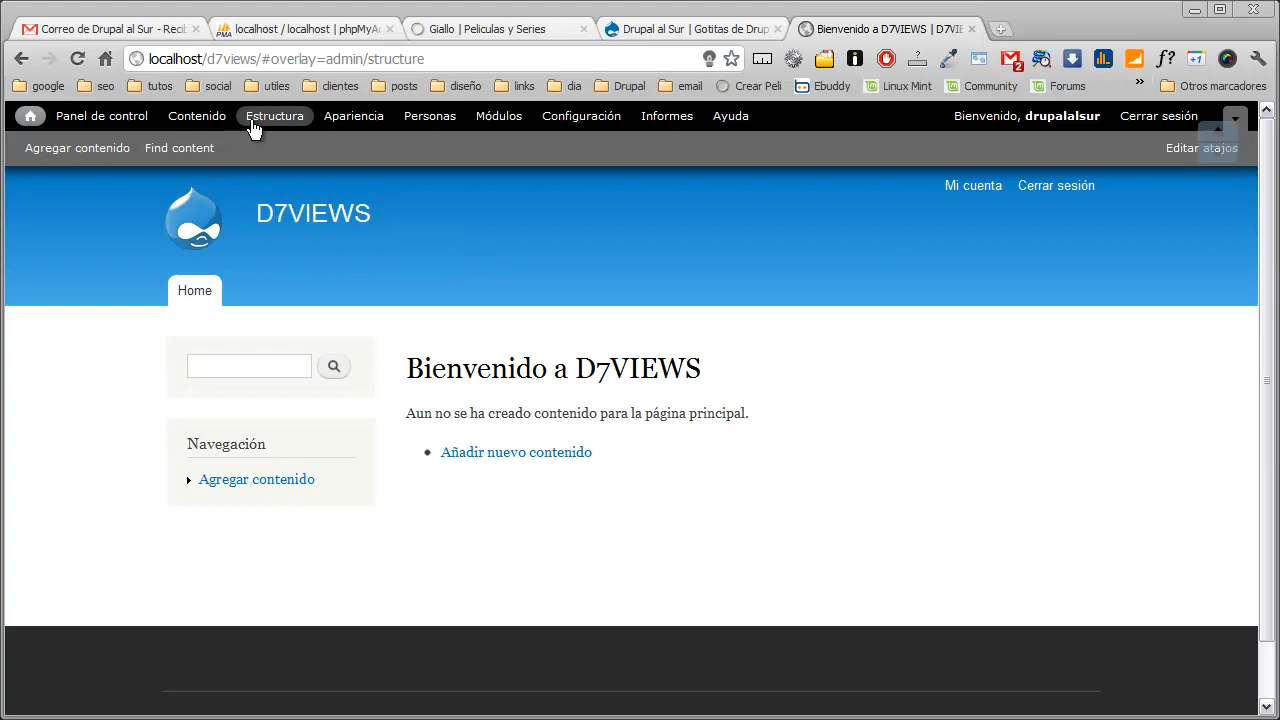 Correo de Drupal al Sur - Recib
localhost / localhost | phpMyAd
Giallo | Peliculas y Series
Drupal al Sur | Gotitas de Drup
Bienvenido a D7VIEWS | D7VIE
localhost/d7views/#overlay=admin/structure
google
no
tutos
social
utiles
clientes
posts
diseño
links
dia
Drupal
email
Crear Peli
Ebuddy
Linux Mint
Community
Forums
»
Otros marcadores
Panel de control
Contenido
Estructura
Apariencia
Personas
Módulos
Configuración
Informes
Ayuda
Bienvenido, drupalalsur
Cerrar sesión
Agregar contenido
Find content
Editar atajos
Mi cuenta
Cerrar sesión
D7VIEWS
Home
Bienvenido a D7VIEWS
Aun no se ha creado contenido para la página principal.
Navegación
Añadir nuevo contenido
Agregar contenido